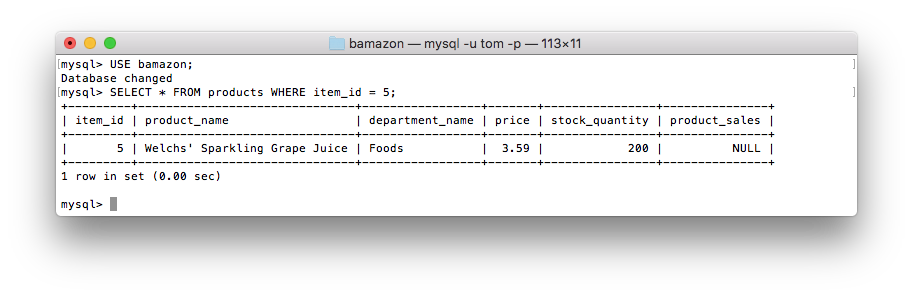 bamazon — mysql -u tom -p — 113×11
[mysql> USE bamazon; ]
Database changed
[mysql> SELECT * FROM products WHERE item_id = 5; ]
+---------+------------------------------+-----------------+-------+----------------+---------------+
| item_id | product_name                 | department_name | price | stock_quantity | product_sales |
+---------+------------------------------+-----------------+-------+----------------+---------------+
|       5 | Welchs' Sparkling Grape Juice | Foods           |  3.59 |            200 |          NULL |
+---------+------------------------------+-----------------+-------+----------------+---------------+
1 row in set (0.00 sec)
mysql>